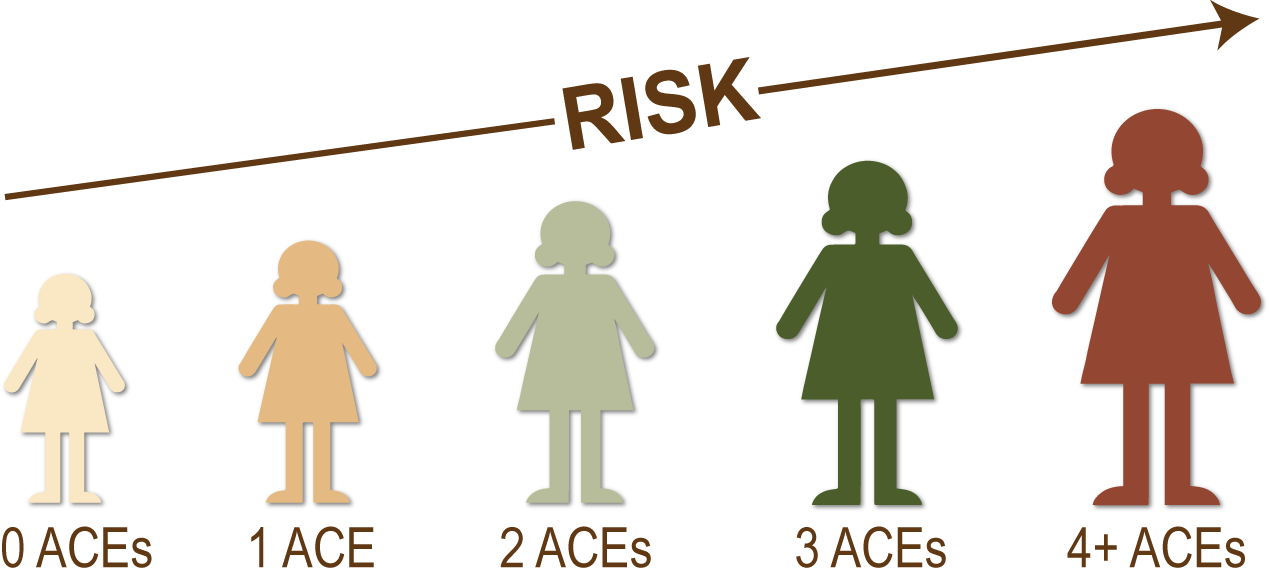 RISK
0 ACEs
1 ACE
2 ACEs
3 ACEs
4+ ACEs